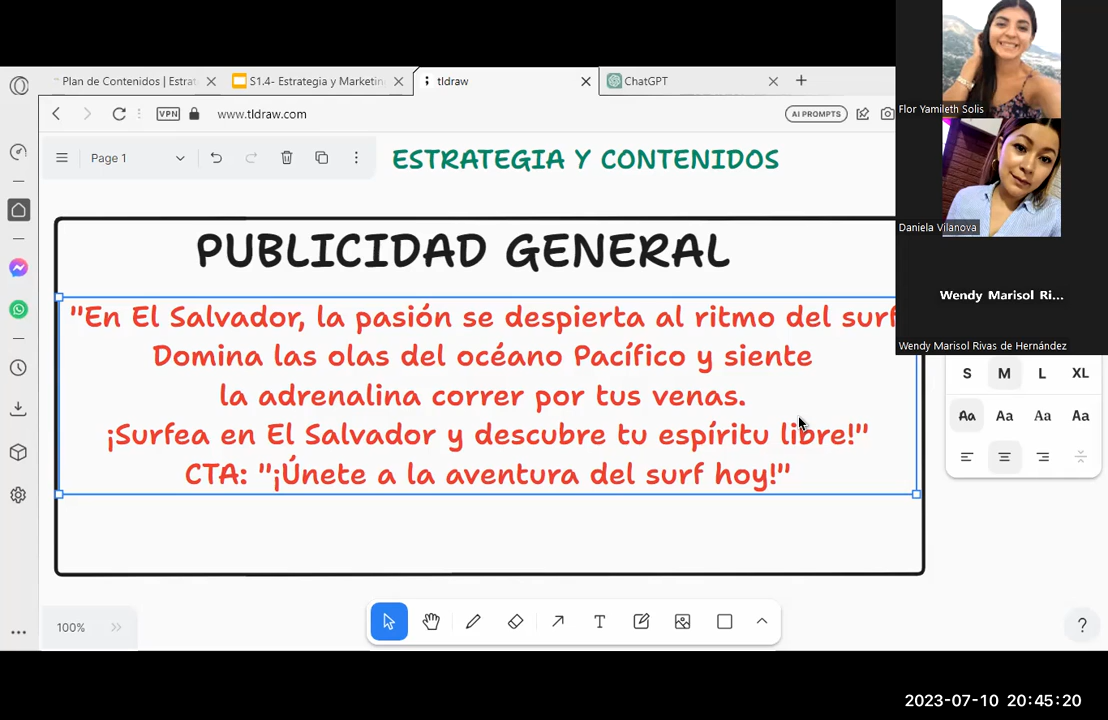 Plan de Contenidos | Estrat
S1.4- Estrategia y Marketin
tldraw
ChatGPT
VPN
www.tldraw.com
AI PROMPTS
Page 1
ESTRATEGIA Y CONTENIDOS
PUBLICIDAD GENERAL
"En El Salvador, la pasión se despierta al ritmo del surf
Domina las olas del océano Pacífico y siente
la adrenalina correr por tus venas.
¡Surfea en El Salvador y descubre tu espíritu libre!"
CTA: "¡Únete a la aventura del surf hoy!"
Flor Yamileth Solis
Daniela Vilanova
Wendy Marisol Ri...
Wendy Marisol Rivas de Hernández
S M L XL
Aa Aa Aa Aa
100%
T
?
2023-07-10 20:45:20